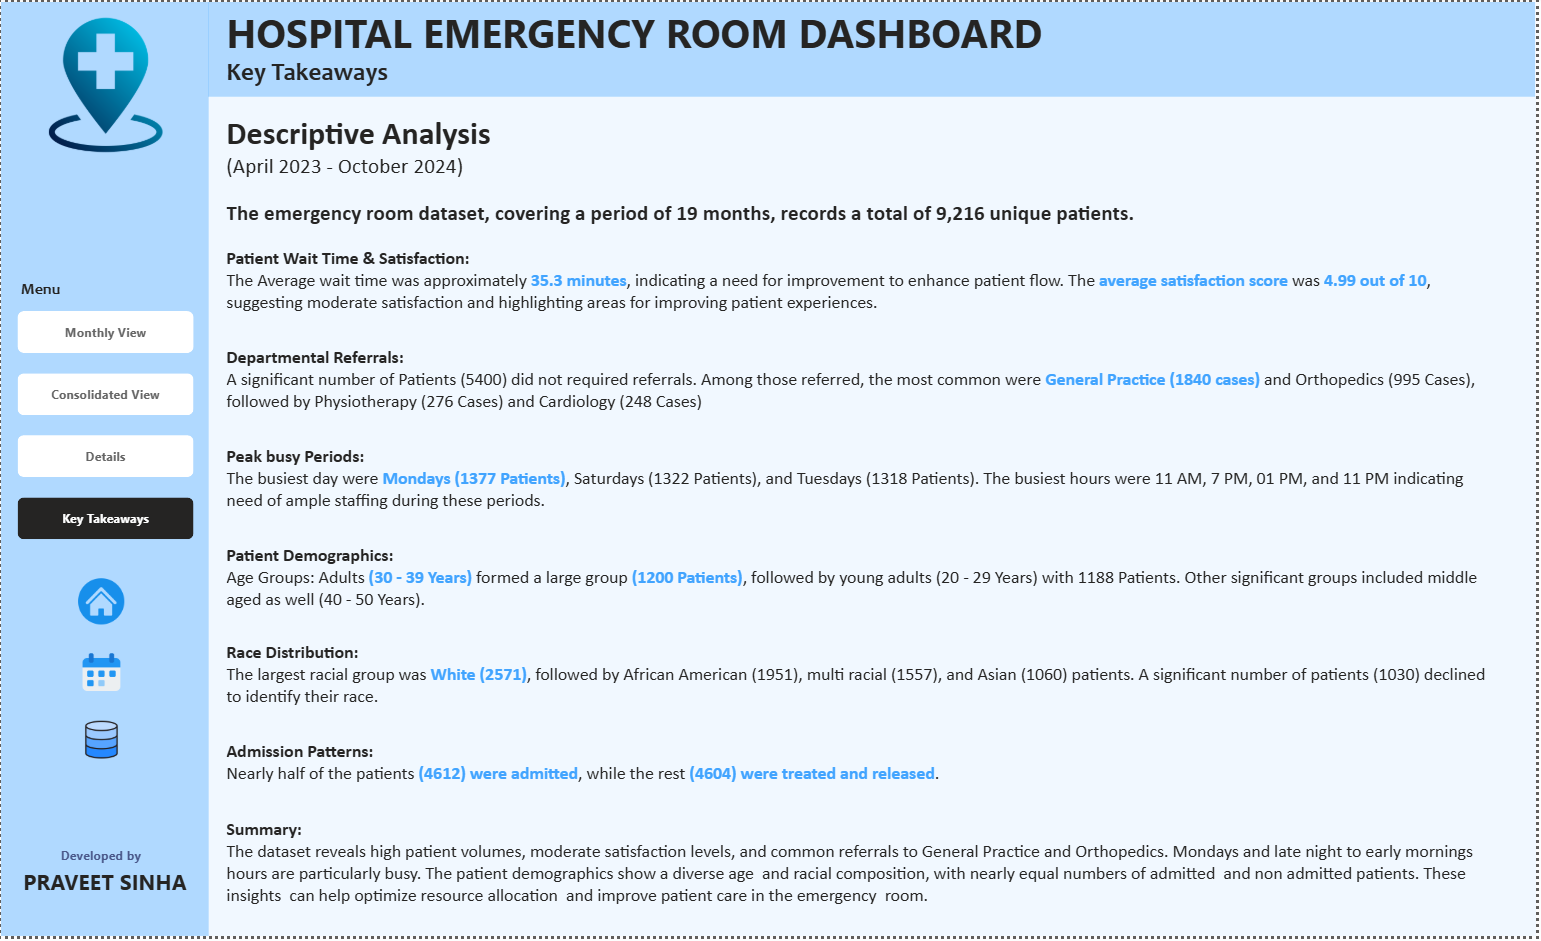 HOSPITAL EMERGENCY ROOM DASHBOARD
Key Takeaways
Menu
Monthly View
Consolidated View
Details
Key Takeaways
Developed by
PRAVEET SINHA
Descriptive Analysis
(April 2023 - October 2024)
The emergency room dataset, covering a period of 19 months, records a total of 9,216 unique patients.
Patient Wait Time & Satisfaction:
The Average wait time was approximately 35.3 minutes, indicating a need for improvement to enhance patient flow. The average satisfaction score was 4.99 out of 10,
suggesting moderate satisfaction and highlighting areas for improving patient experiences.
Departmental Referrals:
A significant number of Patients (5400) did not required referrals. Among those referred, the most common were General Practice (1840 cases) and Orthopedics (995 Cases),
followed by Physiotherapy (276 Cases) and Cardiology (248 Cases)
Peak busy Periods:
The busiest day were Mondays (1377 Patients), Saturdays (1322 Patients), and Tuesdays (1318 Patients). The busiest hours were 11 AM, 7 PM, 01 PM, and 11 PM indicating
need of ample staffing during these periods.
Patient Demographics:
Age Groups: Adults (30 - 39 Years) formed a large group (1200 Patients), followed by young adults (20 - 29 Years) with 1188 Patients. Other significant groups included middle
aged as well (40 - 50 Years).
Race Distribution:
The largest racial group was White (2571), followed by African American (1951), multi racial (1557), and Asian (1060) patients. A significant number of patients (1030) declined
to identify their race.
Admission Patterns:
Nearly half of the patients (4612) were admitted, while the rest (4604) were treated and released.
Summary:
The dataset reveals high patient volumes, moderate satisfaction levels, and common referrals to General Practice and Orthopedics. Mondays and late night to early mornings
hours are particularly busy. The patient demographics show a diverse age  and racial composition, with nearly equal numbers of admitted  and non admitted patients. These
insights  can help optimize resource allocation  and improve patient care in the emergency  room.